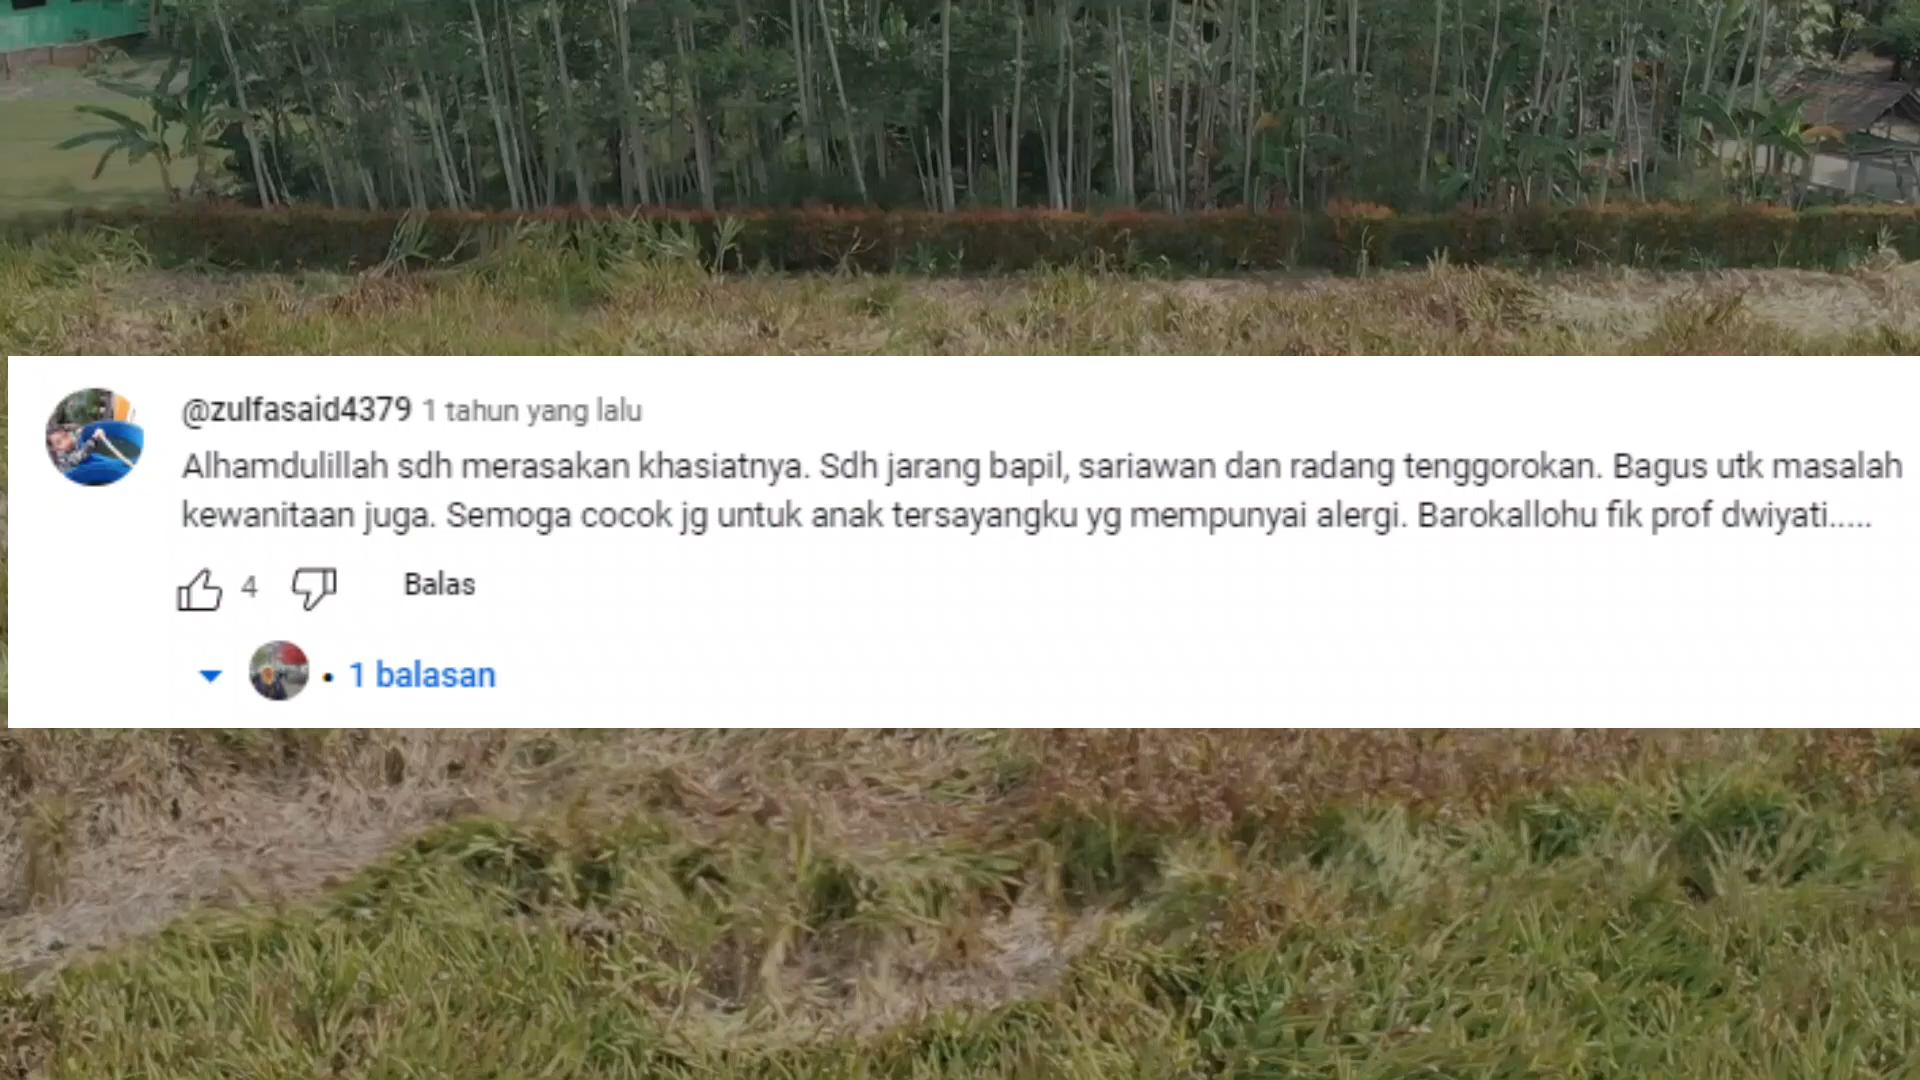 @zulfasaid4379 1 tahun yang lalu
Alhamdulillah sdh merasakan khasiatnya. Sdh jarang bapil, sariawan dan radang tenggorokan. Bagus utk masalah
kewanitaan juga. Semoga cocok jg untuk anak tersayangku yg mempunyai alergi. Barokallohu fik prof dwiyati.....
4 Balas
• 1 balasan